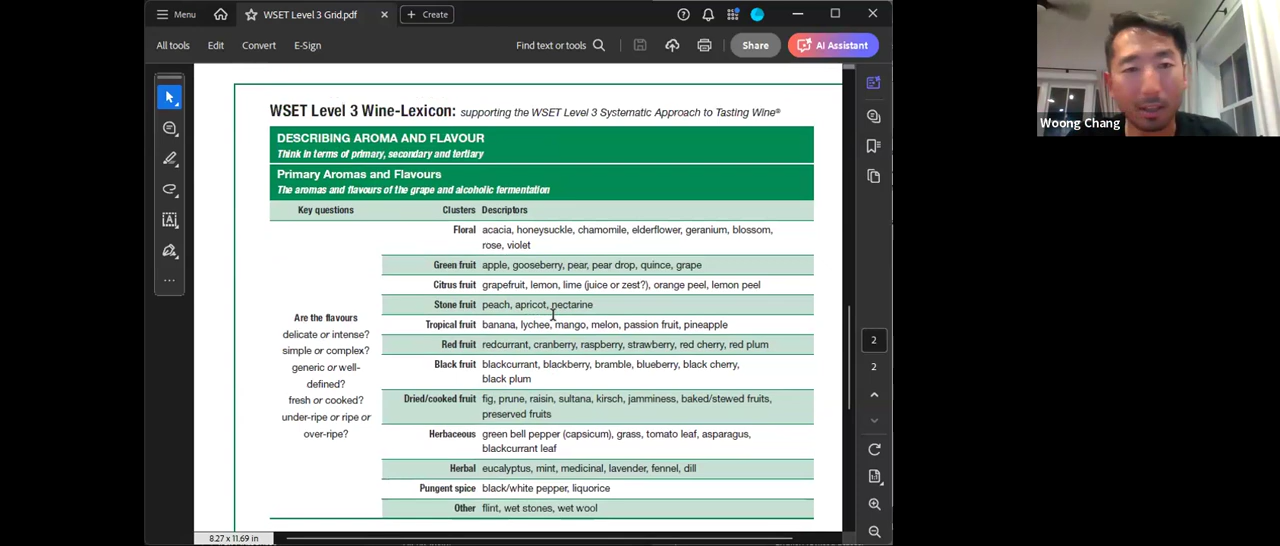 Menu
WSET Level 3 Grid.pdf
Create
All tools
Edit
Convert
E-Sign
Find text or tools
Share
AI Assistant
Woong Chang
WSET Level 3 Wine-Lexicon: supporting the WSET Level 3 Systematic Approach to Tasting Wine®
DESCRIBING AROMA AND FLAVOUR
Think in terms of primary, secondary and tertiary
Primary Aromas and Flavours
The aromas and flavours of the grape and alcoholic fermentation
Key questions
Clusters Descriptors
Floral acacia, honeysuckle, chamomile, elderflower, geranium, blossom,
rose, violet
Green fruit apple, gooseberry, pear, pear drop, quince, grape
Citrus fruit grapefruit, lemon, lime (juice or zest?), orange peel, lemon peel
Stone fruit peach, apricot, nectarine
Tropical fruit banana, lychee, mango, melon, passion fruit, pineapple
Red fruit redcurrant, cranberry, raspberry, strawberry, red cherry, red plum
Black fruit blackcurrant, blackberry, bramble, blueberry, black cherry,
black plum
Dried/cooked fruit fig, prune, raisin, sultana, kirsch, jamminess, baked/stewed fruits,
preserved fruits
Herbaceous green bell pepper (capsicum), grass, tomato leaf, asparagus,
blackcurrant leaf
Herbal eucalyptus, mint, medicinal, lavender, fennel, dill
Pungent spice black/white pepper, liquorice
Other flint, wet stones, wet wool
Are the flavours
delicate or intense?
simple or complex?
generic or well-
defined?
fresh or cooked?
under-ripe or ripe or
over-ripe?
2
2
8.27 x 11.69 in